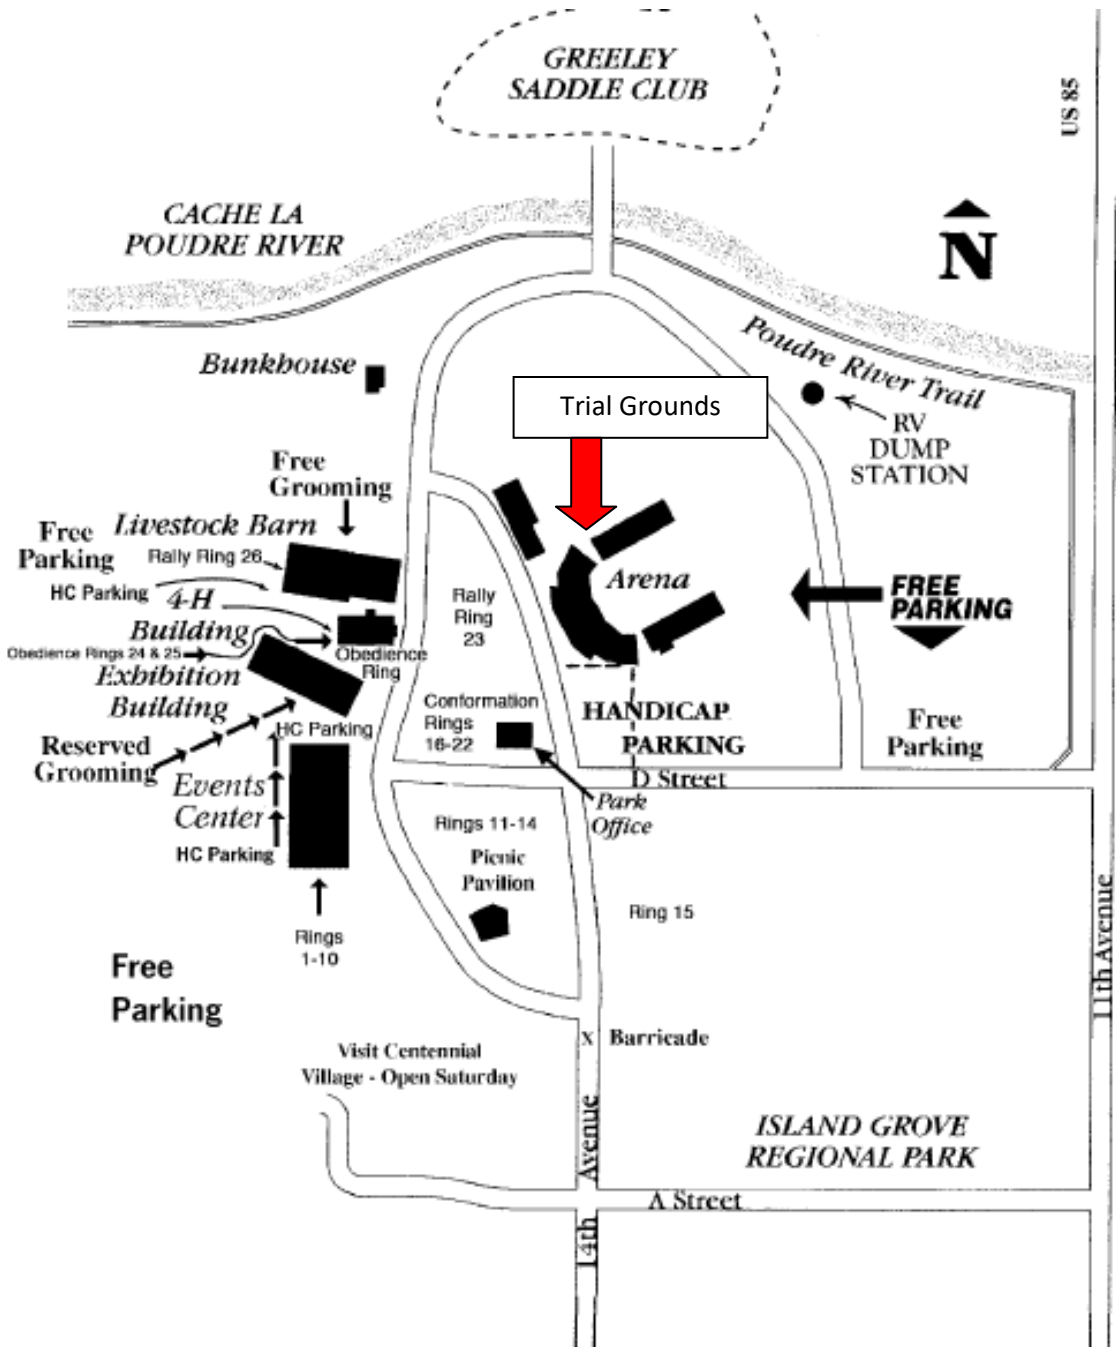 GREELEY
SADDLE CLUB
US 85
CACHE LA
POUDRE RIVER
N
Poudre River Trail
Bunkhouse
Trial Grounds
RV
DUMP
STATION
Free
Grooming
Livestock Barn
Free
Parking
Rally Ring 26
HC Parking
4-H
Building
Obedience Rings 24 & 25
Obedience
Ring
Exhibition
Building
Rally
Ring
23
Arena
FREE
PARKING
Conformation
Rings
16-22
HANDICAP
PARKING
Free
Parking
HC Parking
Reserved
Grooming
Events
Center
HC Parking
D Street
Park
Office
Rings 11-14
Picnic
Pavilion
Ring 15
Rings
1-10
Free
Parking
11th Avenue
X Barricade
Visit Centennial
Village - Open Saturday
ISLAND GROVE
REGIONAL PARK
A Street
14th Avenue